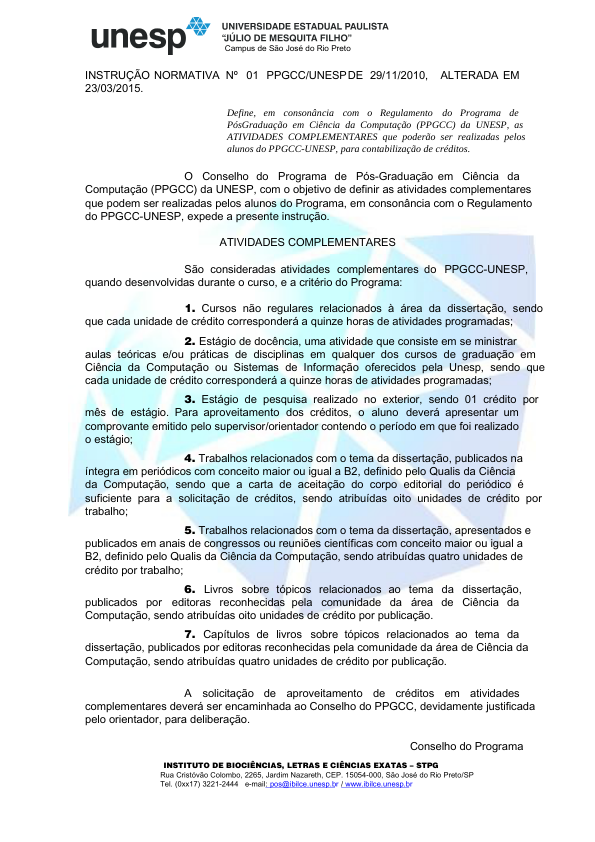 unesp
UNIVERSIDADE ESTADUAL PAULISTA
“JÚLIO DE MESQUITA FILHO”
Campus de São José do Rio Preto
INSTRUÇÃO NORMATIVA Nº 01 PPGCC/UNESP DE 29/11/2010, ALTERADA EM
23/03/2015.
Define, em consonância com o Regulamento do Programa de
PósGraduação em Ciência da Computação (PPGCC) da UNESP, as
ATIVIDADES COMPLEMENTARES que poderão ser realizadas pelos
alunos do PPGCC-UNESP, para contabilização de créditos.
O Conselho do Programa de Pós-Graduação em Ciência da
Computação (PPGCC) da UNESP, com o objetivo de definir as atividades complementares
que podem ser realizadas pelos alunos do Programa, em consonância com o Regulamento
do PPGCC-UNESP, expede a presente instrução.
ATIVIDADES COMPLEMENTARES
São consideradas atividades complementares do PPGCC-UNESP,
quando desenvolvidas durante o curso, e a critério do Programa:
1. Cursos não regulares relacionados à área da dissertação, sendo
que cada unidade de crédito corresponderá a quinze horas de atividades programadas;
2. Estágio de docência, uma atividade que consiste em se ministrar
aulas teóricas e/ou práticas de disciplinas em qualquer dos cursos de graduação em
Ciência da Computação ou Sistemas de Informação oferecidos pela Unesp, sendo que
cada unidade de crédito corresponderá a quinze horas de atividades programadas;
3. Estágio de pesquisa realizado no exterior, sendo 01 crédito por
mês de estágio. Para aproveitamento dos créditos, o aluno deverá apresentar um
comprovante emitido pelo supervisor/orientador contendo o período em que foi realizado
o estágio;
4. Trabalhos relacionados com o tema da dissertação, publicados na
íntegra em periódicos com conceito maior ou igual a B2, definido pelo Qualis da Ciência
da Computação, sendo que a carta de aceitação do corpo editorial do periódico é
suficiente para a solicitação de créditos, sendo atribuídas oito unidades de crédito por
trabalho;
5. Trabalhos relacionados com o tema da dissertação, apresentados e
publicados em anais de congressos ou reuniões científicas com conceito maior ou igual a
B2, definido pelo Qualis da Ciência da Computação, sendo atribuídas quatro unidades de
crédito por trabalho;
6. Livros sobre tópicos relacionados ao tema da dissertação,
publicados por editoras reconhecidas pela comunidade da área de Ciência da
Computação, sendo atribuídas oito unidades de crédito por publicação.
7. Capítulos de livros sobre tópicos relacionados ao tema da
dissertação, publicados por editoras reconhecidas pela comunidade da área de Ciência da
Computação, sendo atribuídas quatro unidades de crédito por publicação.
A solicitação de aproveitamento de créditos em atividades
complementares deverá ser encaminhada ao Conselho do PPGCC, devidamente justificada
pelo orientador, para deliberação.
Conselho do Programa
INSTITUTO DE BIOCIÊNCIAS, LETRAS E CIÊNCIAS EXATAS – STPG
Rua Cristóvão Colombo, 2265, Jardim Nazareth, CEP. 15054-000, São José do Rio Preto/SP
Tel. (0xx17) 3221-2444 e-mail: pos@ibilce.unesp.br / www.ibilce.unesp.br